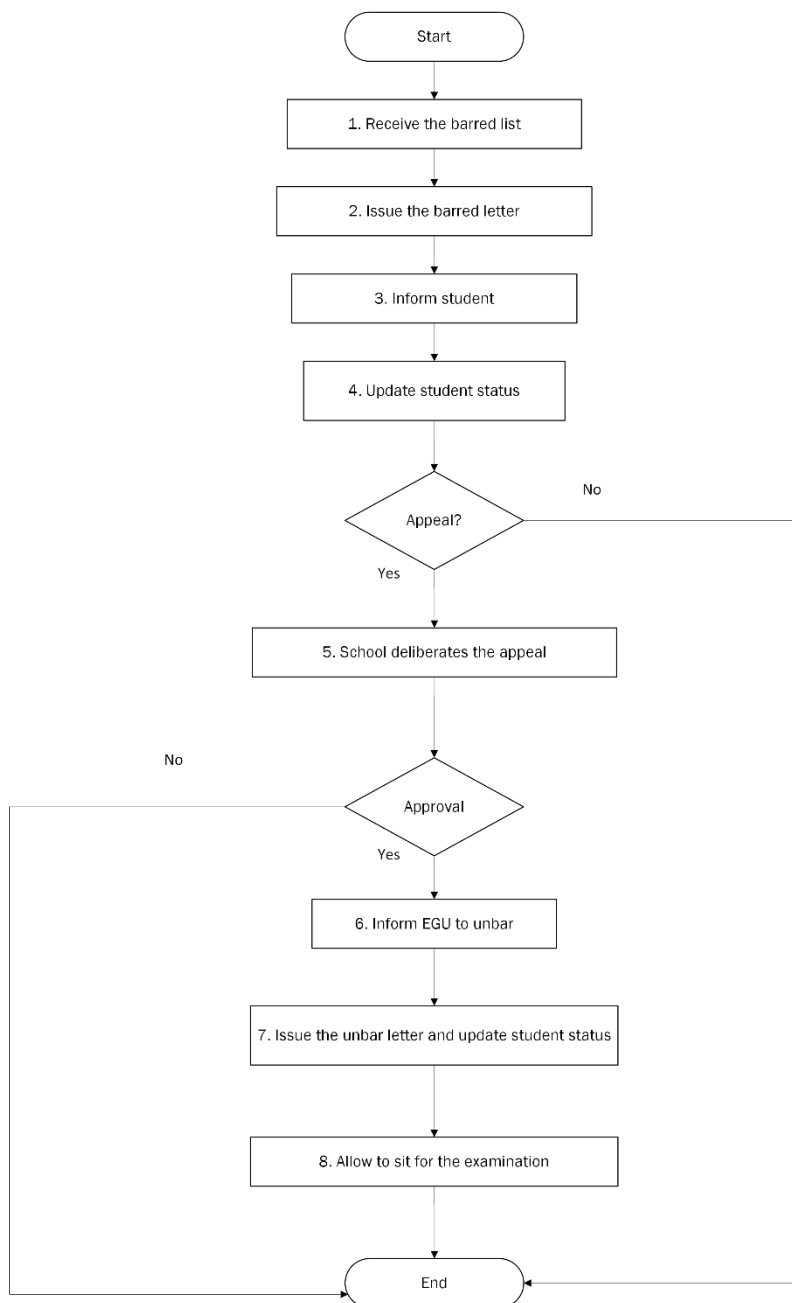 Start
1. Receive the barred list
2. Issue the barred letter
3. Inform student
4. Update student status
No
Appeal?
Yes
5. School deliberates the appeal
No
Approval
Yes
6. Inform EGU to unbar
7. Issue the unbar letter and update student status
8. Allow to sit for the examination
End